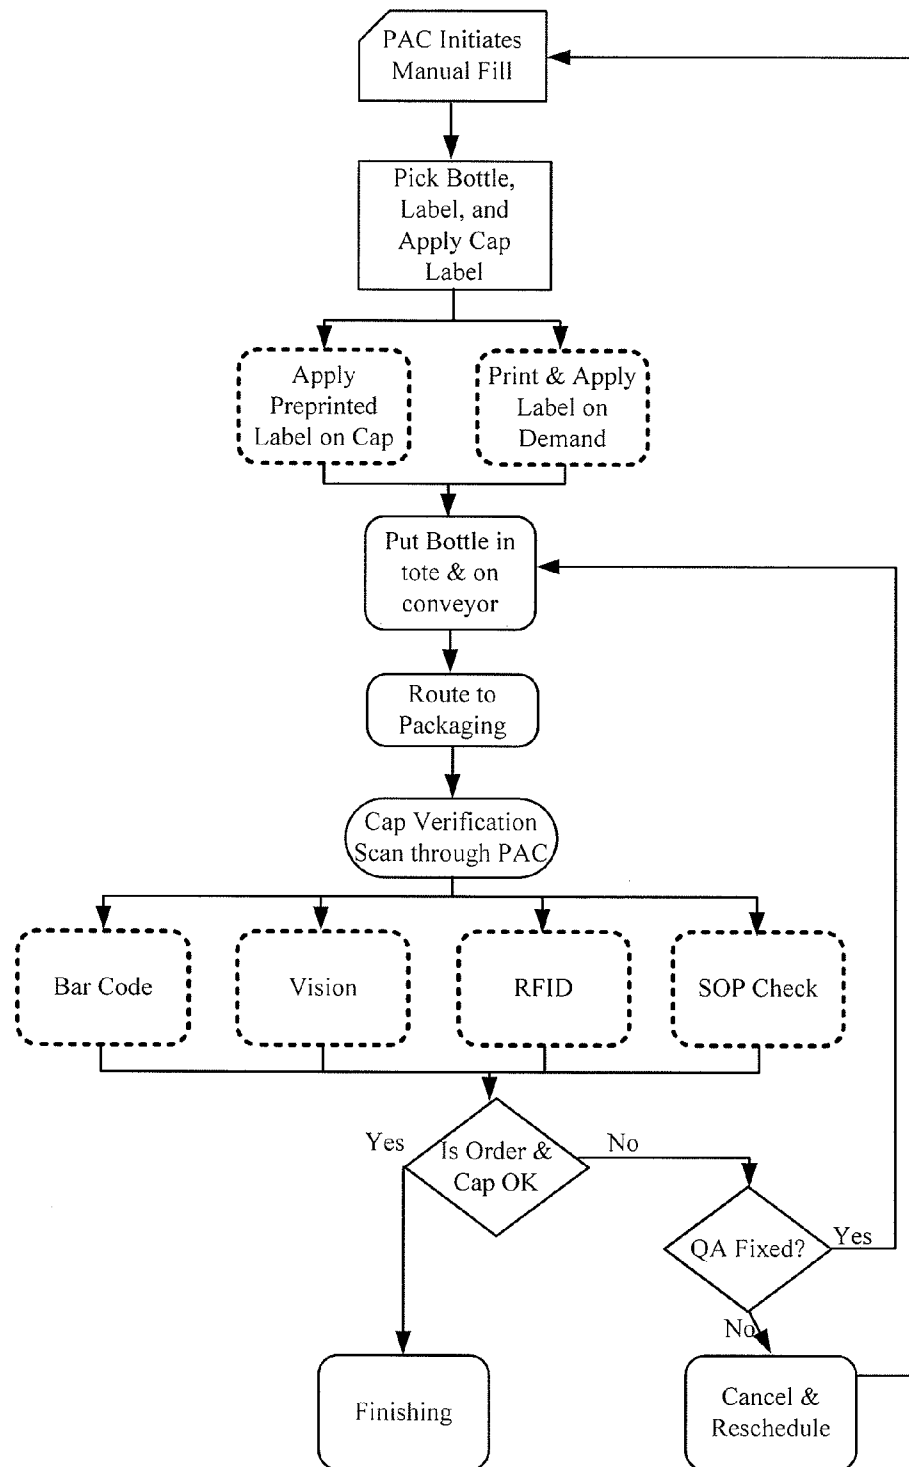 PAC Initiates
Manual Fill
Pick Bottle,
Label, and
Apply Cap
Label
Apply
Preprinted
Label on Cap
Print & Apply
Label on
Demand
Put Bottle in
tote & on
conveyor
Route to
Packaging
Cap Verification
Scan through PAC
Bar Code
Vision
RFID
SOP Check
Yes
Is Order &
Cap OK
No
QA Fixed?
Yes
No
Finishing
Cancel &
Reschedule